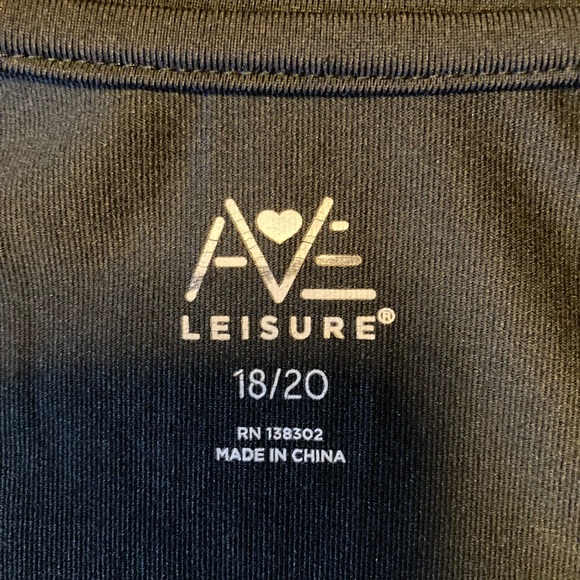 AVE
LEISURE®
18/20
RN 138302
MADE IN CHINA